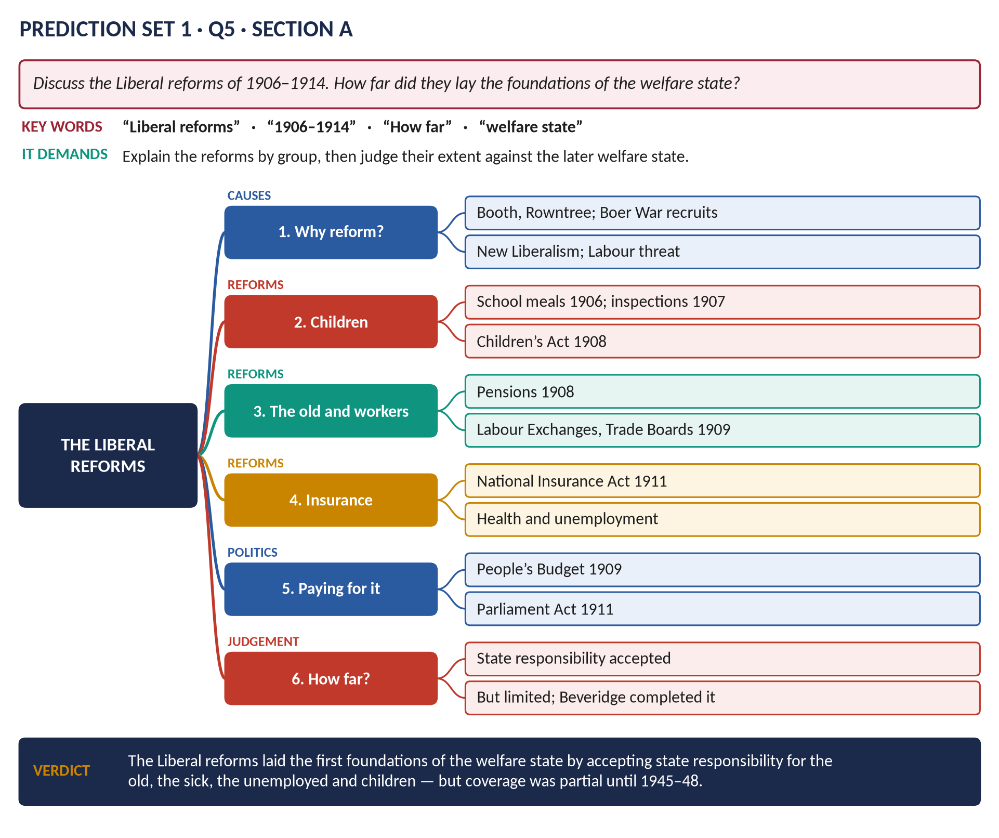 PREDICTION SET 1 · Q5 · SECTION A
Discuss the Liberal reforms of 1906–1914. How far did they lay the foundations of the welfare state?
KEY WORDS “Liberal reforms” · “1906–1914” · “How far” · “welfare state”
IT DEMANDS Explain the reforms by group, then judge their extent against the later welfare state.
THE LIBERAL
REFORMS
CAUSES
1. Why reform?
Booth, Rowntree; Boer War recruits
New Liberalism; Labour threat
REFORMS
2. Children
School meals 1906; inspections 1907
Children’s Act 1908
REFORMS
3. The old and workers
Pensions 1908
Labour Exchanges, Trade Boards 1909
REFORMS
4. Insurance
National Insurance Act 1911
Health and unemployment
POLITICS
5. Paying for it
People’s Budget 1909
Parliament Act 1911
JUDGEMENT
6. How far?
State responsibility accepted
But limited; Beveridge completed it
VERDICT
The Liberal reforms laid the first foundations of the welfare state by accepting state responsibility for the
old, the sick, the unemployed and children — but coverage was partial until 1945–48.